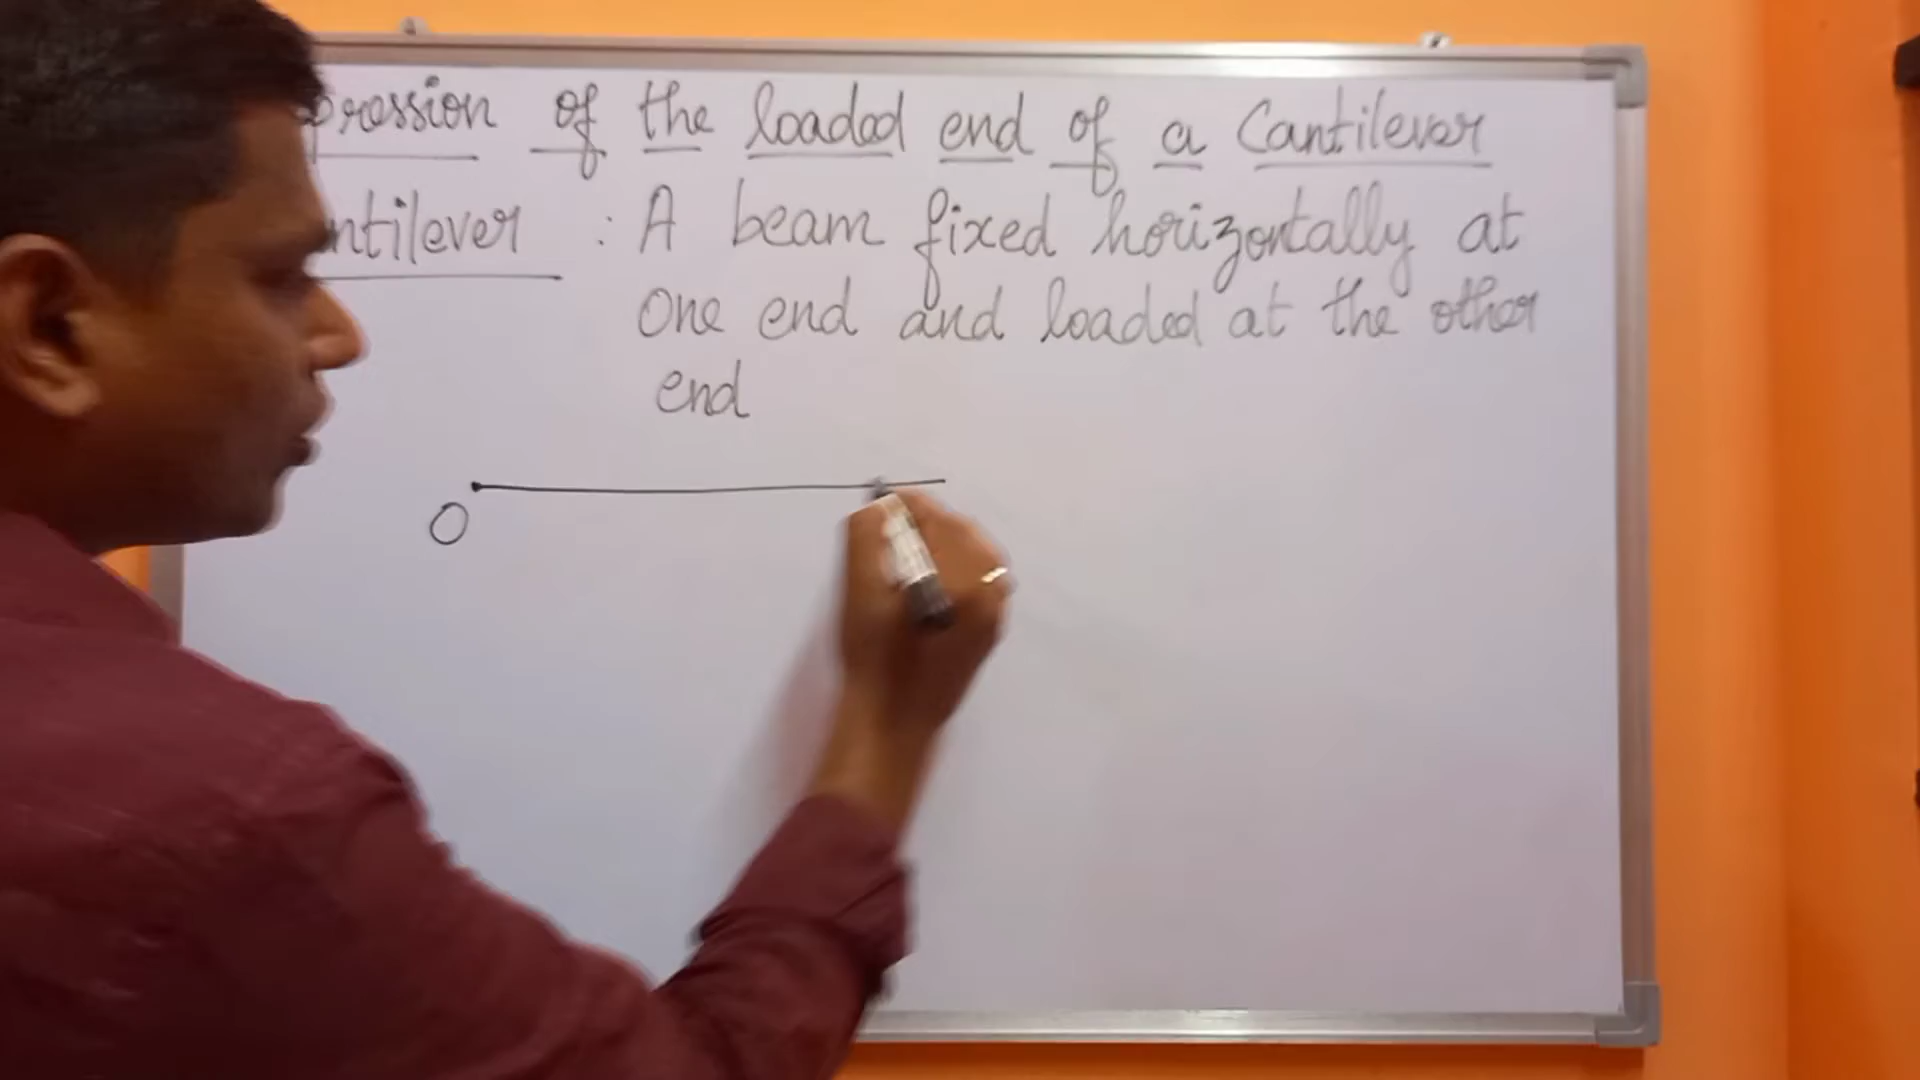 pression of the loaded end of a Cantilever
ntilever : A beam fixed horizontally at
one end and loaded at the other
end
O